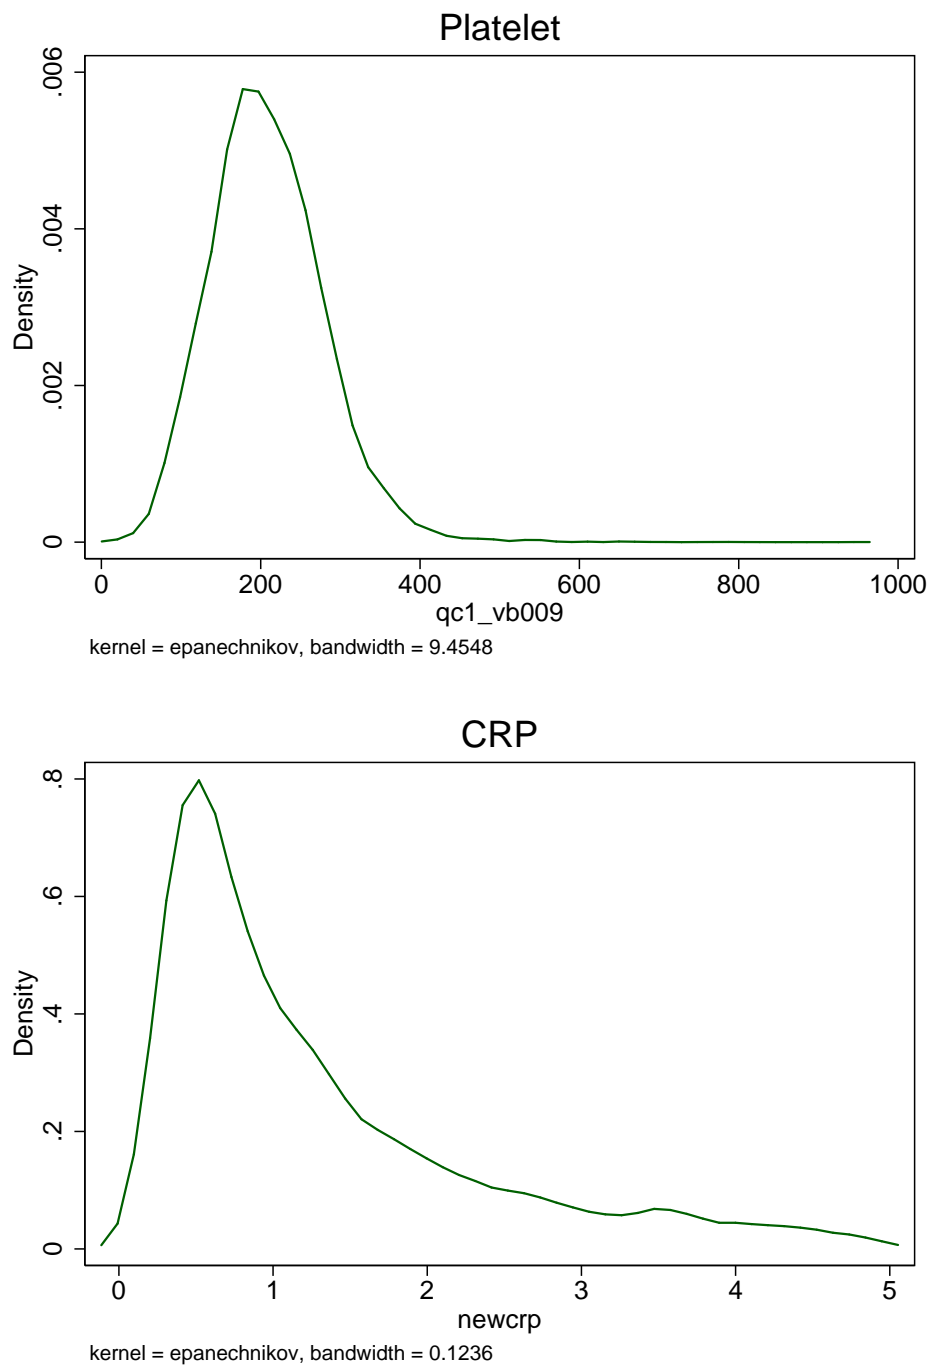 Platelet
Density
.006
.004
.002
0
0 200 400 600 800 1000
qc1_vb009
kernel = epanechnikov, bandwidth = 9.4548
CRP
Density
.8
.6
.4
.2
0
0 1 2 3 4 5
newcrp
kernel = epanechnikov, bandwidth = 0.1236